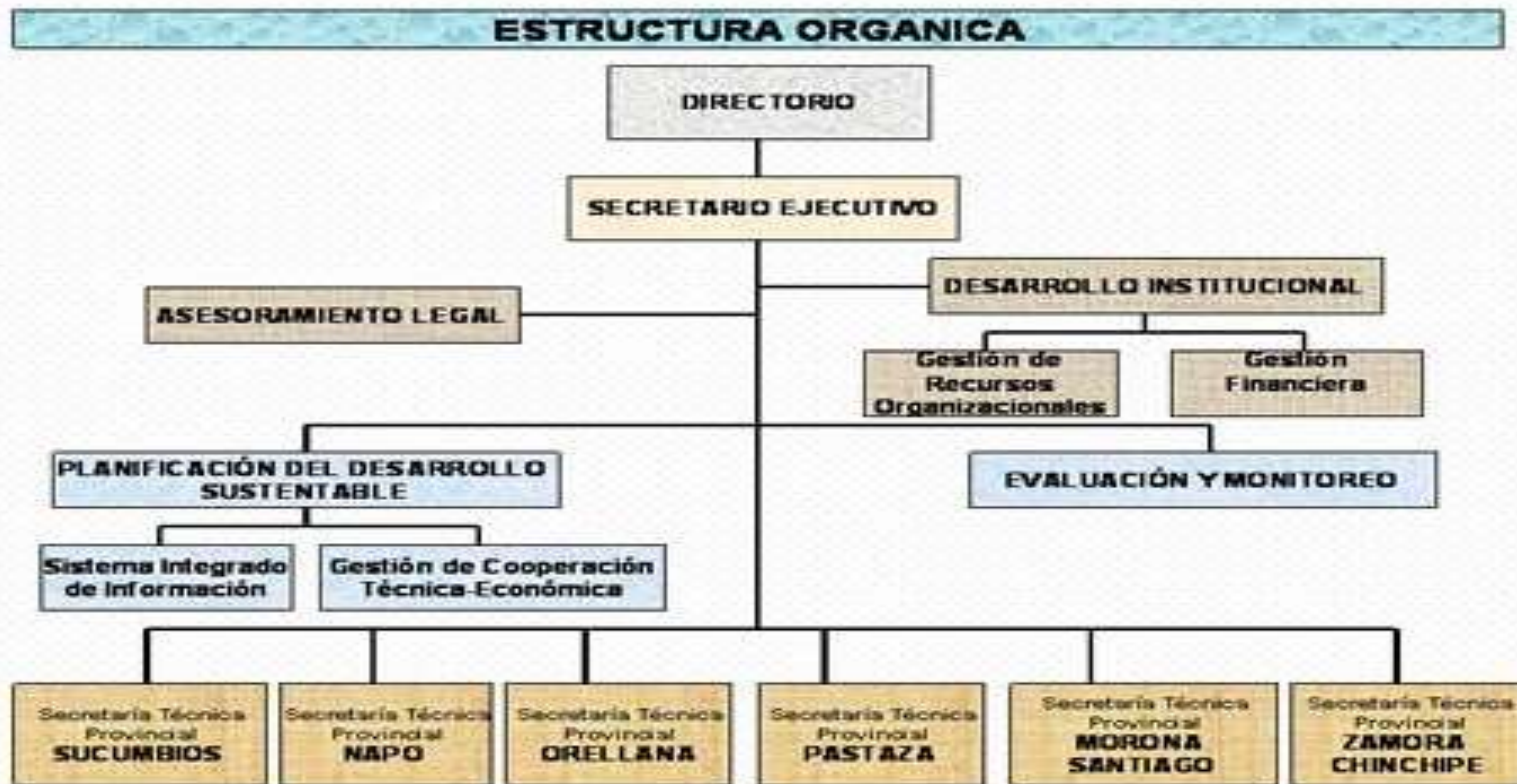 ESTRUCTURA ORGANICA
DIRECTORIO
SECRETARIO EJECUTIVO
DESARROLLO INSTITUCIONAL
ASESORAMIENTO LEGAL
Gestión de
Recursos
Organizacionales
Gestión
Financiera
PLANIFICACIÓN DEL DESARROLLO
SUSTENTABLE
EVALUACIÓN Y MONITOREO
Sistema Integrado
de Información
Gestión de Cooperación
Técnica-Económica
Secretaría Técnica
Provincial
SUCUMBIOS
Secretaría Técnica
Provincial
NAPO
Secretaría Técnica
Provincial
ORELLANA
Secretaría Técnica
Provincial
PASTAZA
Secretaría Técnica
Provincial
MORONA
SANTIAGO
Secretaría Técnica
Provincial
ZAMORA
CHINCHIPE